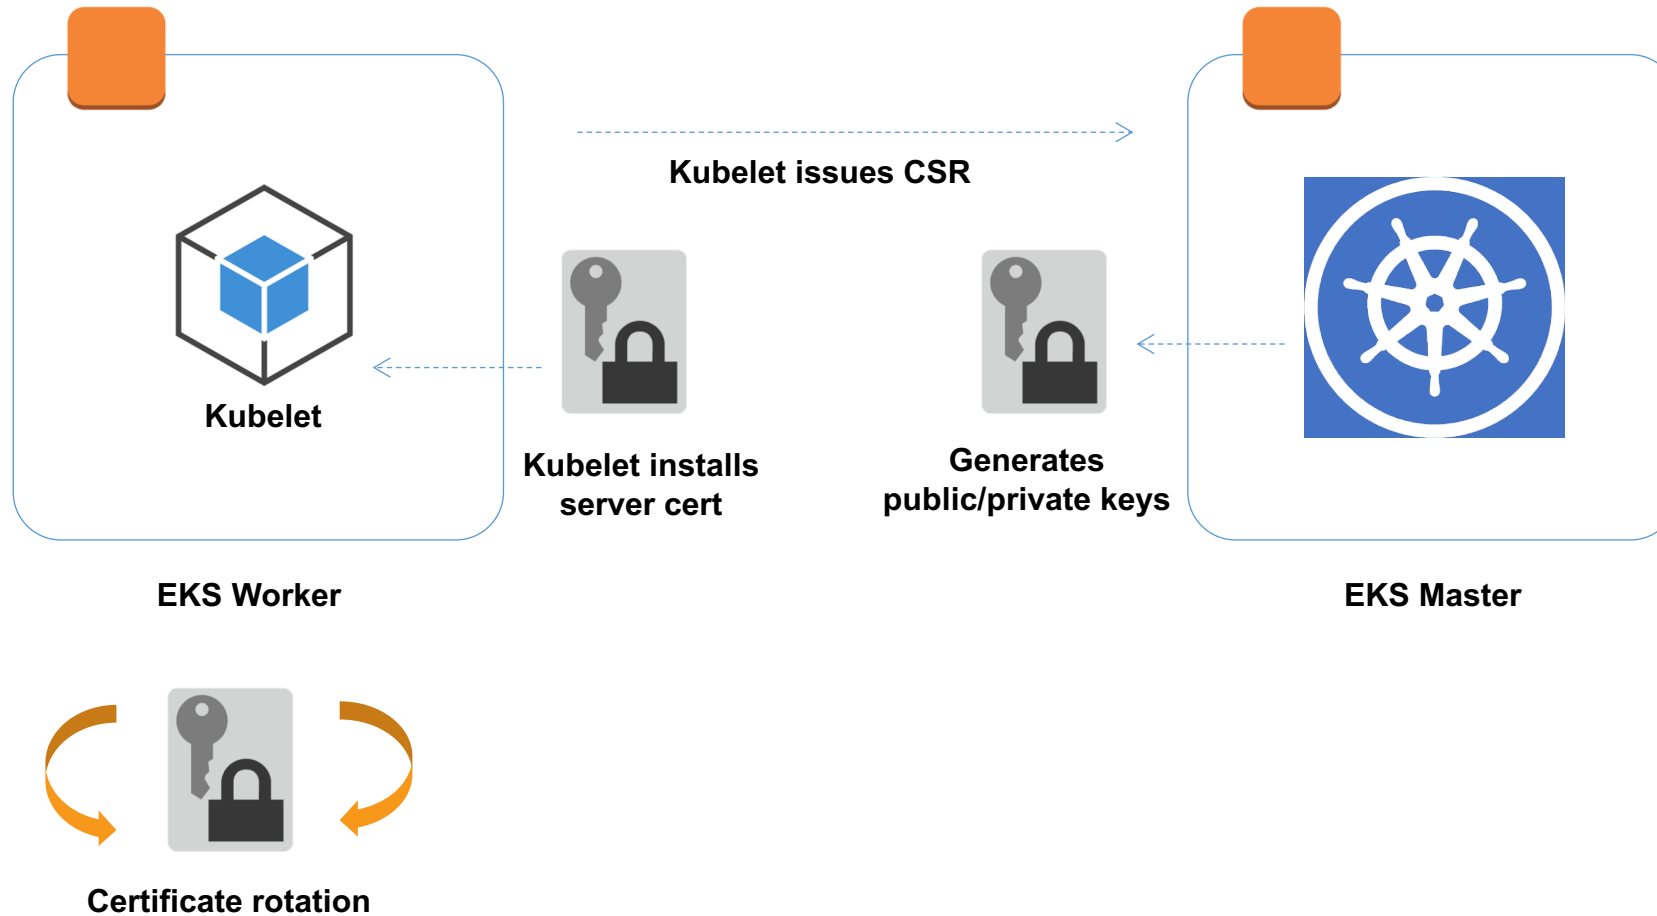 Kubelet issues CSR
Kubelet
Kubelet installs
server cert
Generates
public/private keys
EKS Worker
EKS Master
Certificate rotation